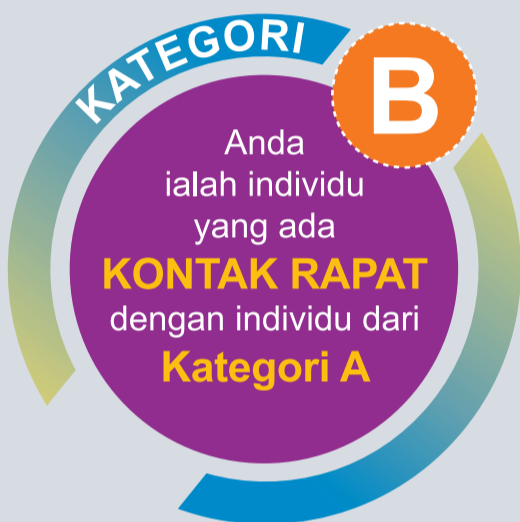 KATEGORI
B
Anda
ialah individu
yang ada
KONTAK RAPAT
dengan individu dari
Kategori A